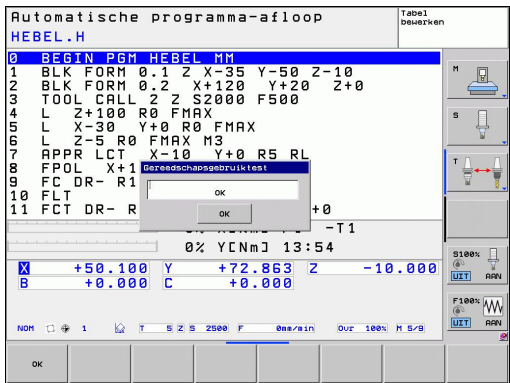 Automatische programma-afloop
Tabel bewerken
HEBEL.H
0 BEGIN PGM HEBEL MM
1 BLK FORM 0.1 Z X-35 Y-50 Z-10
2 BLK FORM 0.2 X+120 Y+20 Z+0
3 TOOL CALL 2 Z S2000 F500
4 L Z+100 R0 FMAX
5 L X-30 Y+0 R0 FMAX
6 L Z-5 R0 FMAX M3
7 APPR LCT X-10 Y+0 R5 RL
8 FPOL X+1
9 FC DR- R1
10 FLT
11 FCT DR- R +0
Gereedschapsgebruiktest
OK
OK
-T1
0% Y[Nm] 13:54
X +50.100 Y +72.863 Z -10.000
B +0.000 C +0.000
NOM 1 T 5 Z S 2500 F 0mm/min Ovr 100% M 5/9
M
S
T
S100%
UIT AAN
F100%
UIT AAN
OK